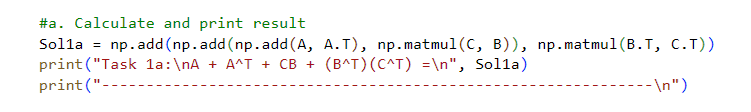 #a. Calculate and print result
Sol1a = np.add(np.add(np.add(A, A.T), np.matmul(C, B)), np.matmul(B.T, C.T))
print("Task 1a:\nA + A^T + CB + (B^T)(C^T) =\n", Sol1a)
print("--------------------------------------------------------------\n")